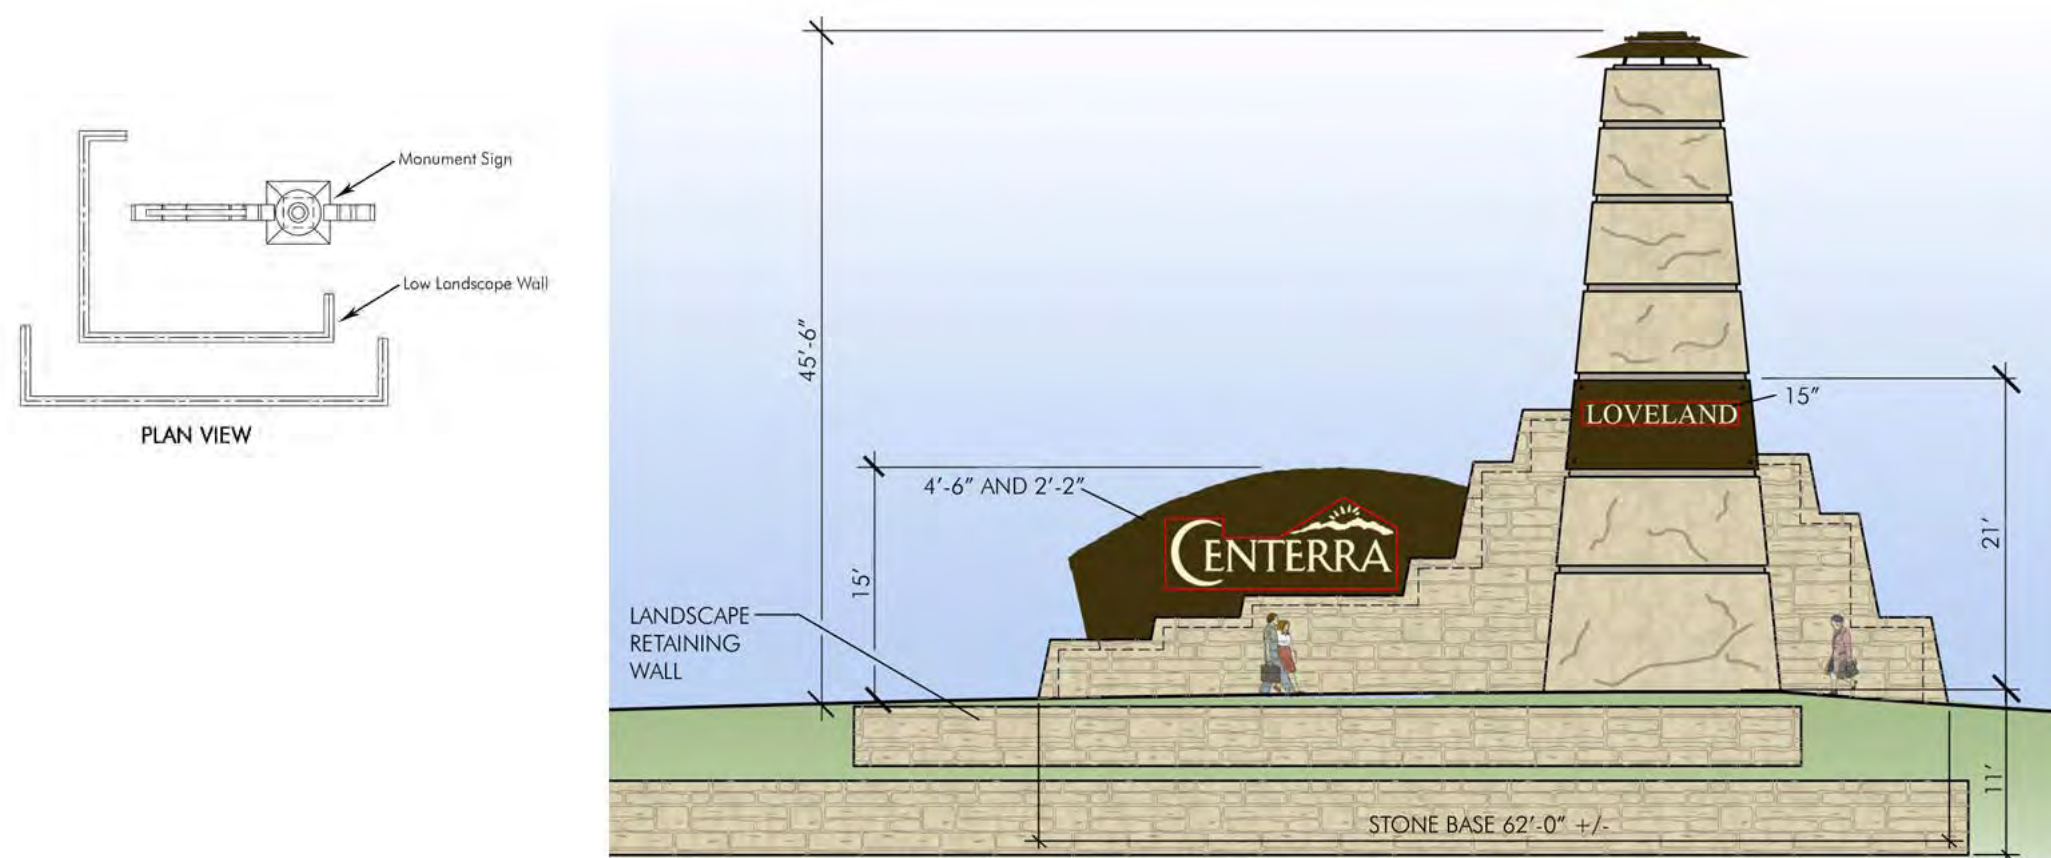 Monument Sign
Low Landscape Wall
PLAN VIEW
45'-6"
15"
LOVELAND
4'-6" AND 2'-2"
CENTERRA
21'
15'
LANDSCAPE
RETAINING
WALL
11'
STONE BASE 62'-0" +/-